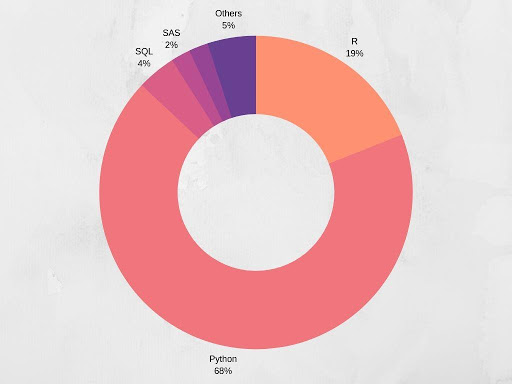 Others
5%
SAS
2%
SQL
4%
R
19%
Python
68%